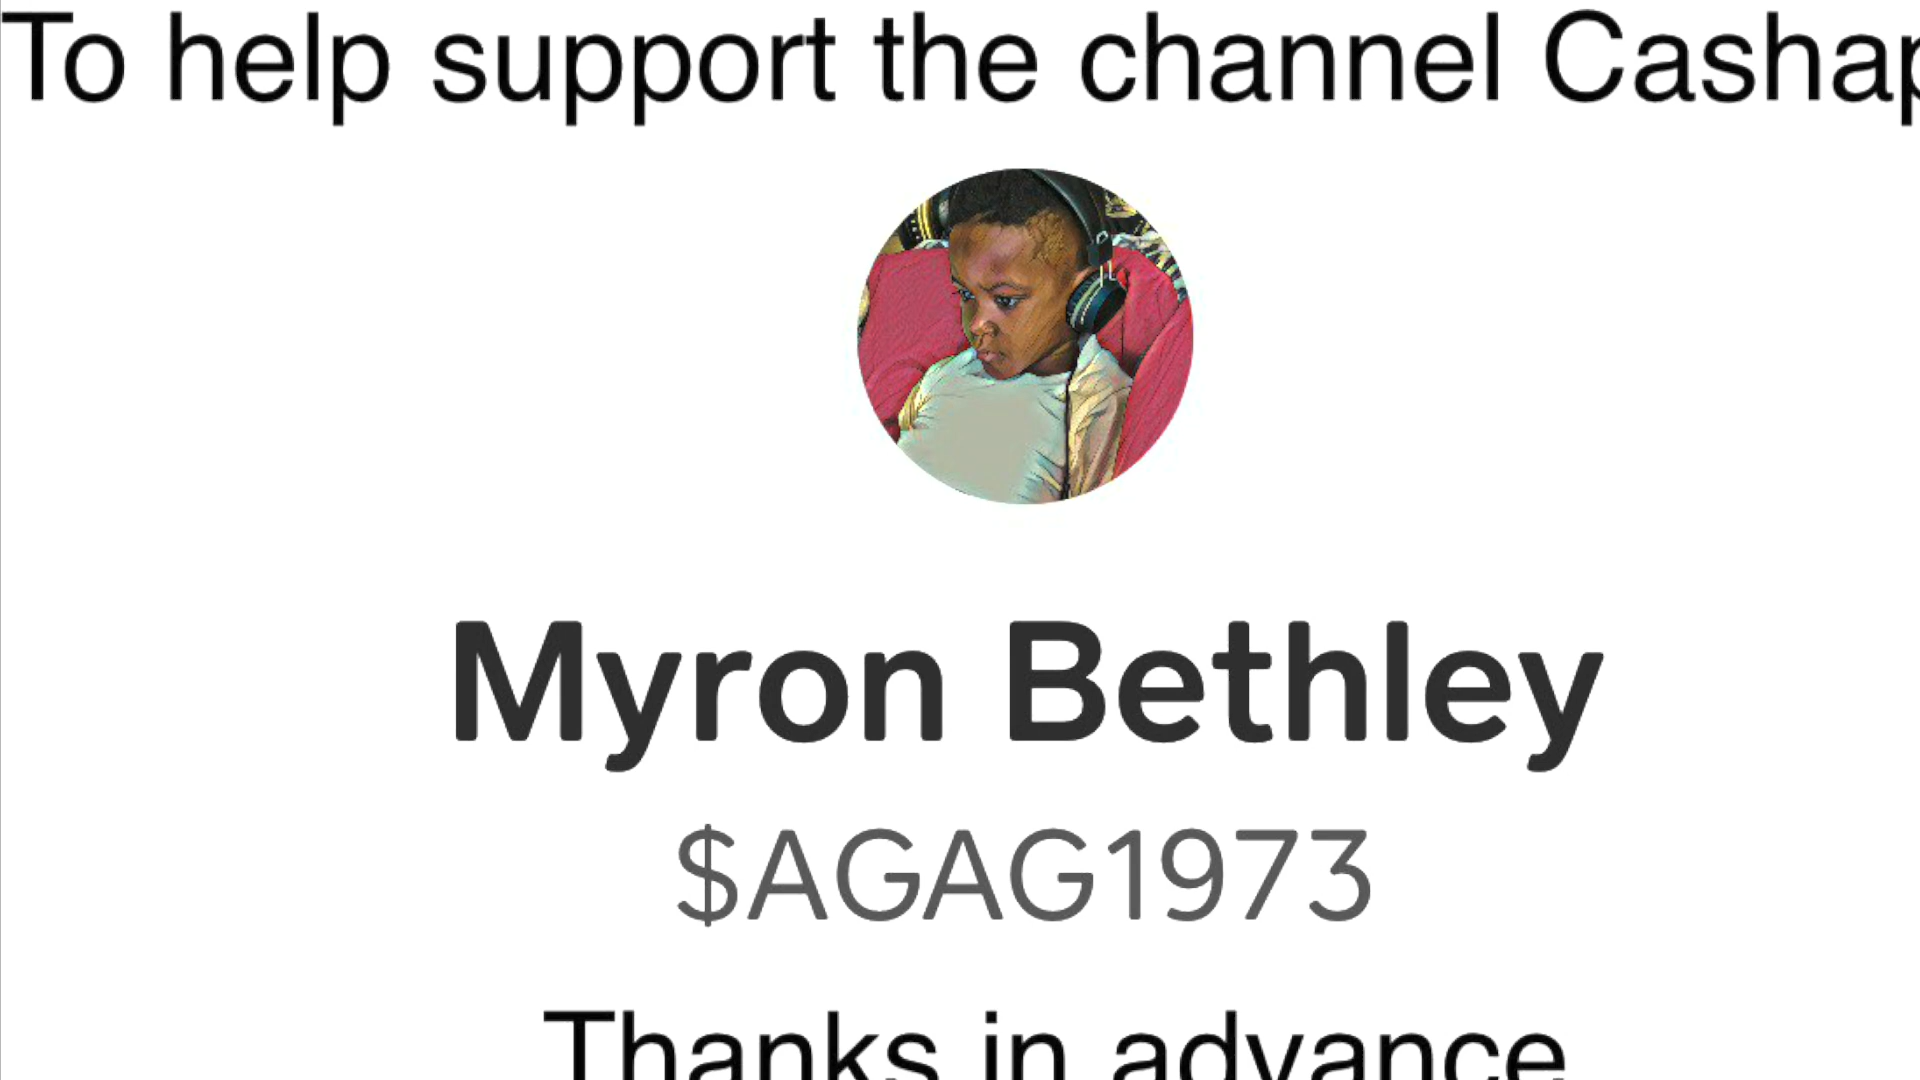 To help support the channel Cashap
Myron Bethley
$AGAG1973
Thanks in advance